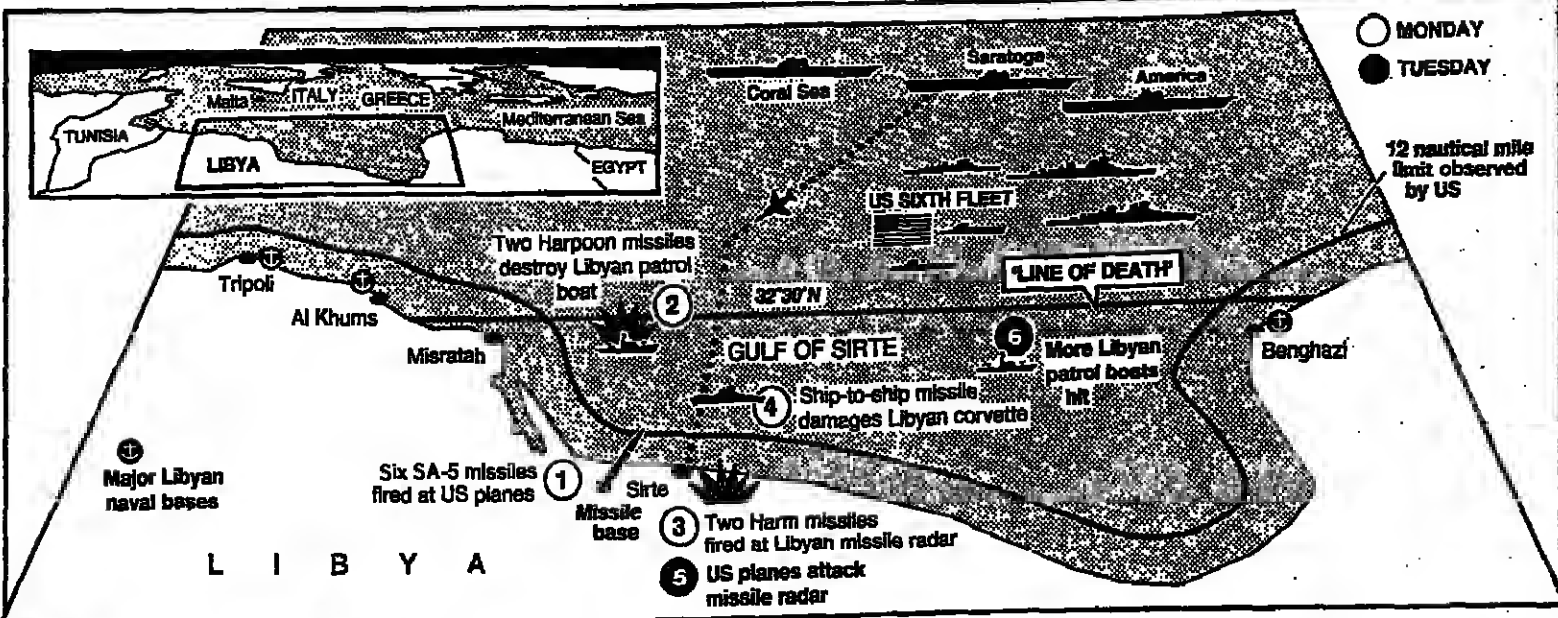 MONDAY
TUESDAY
Malta
ITALY
GREECE
Mediterranean Sea
TUNISIA
LIBYA
EGYPT
Coral Sea
Saratoga
America
12 nautical mile
limit observed
by US
US SIXTH FLEET
Two Harpoon missiles
destroy Libyan patrol
boat
2
32°30'N
"LINE OF DEATH"
Tripoli
Al Khums
Misratah
GULF OF SIRTE
6
More Libyan
patrol boats
hit
Benghazi
4
Ship-to-ship missile
damages Libyan corvette
Major Libyan
naval bases
Six SA-5 missiles
fired at US planes
1
Sirte
Missile
base
3
Two Harm missiles
fired at Libyan missile radar
5
US planes attack
missile radar
LIBYA